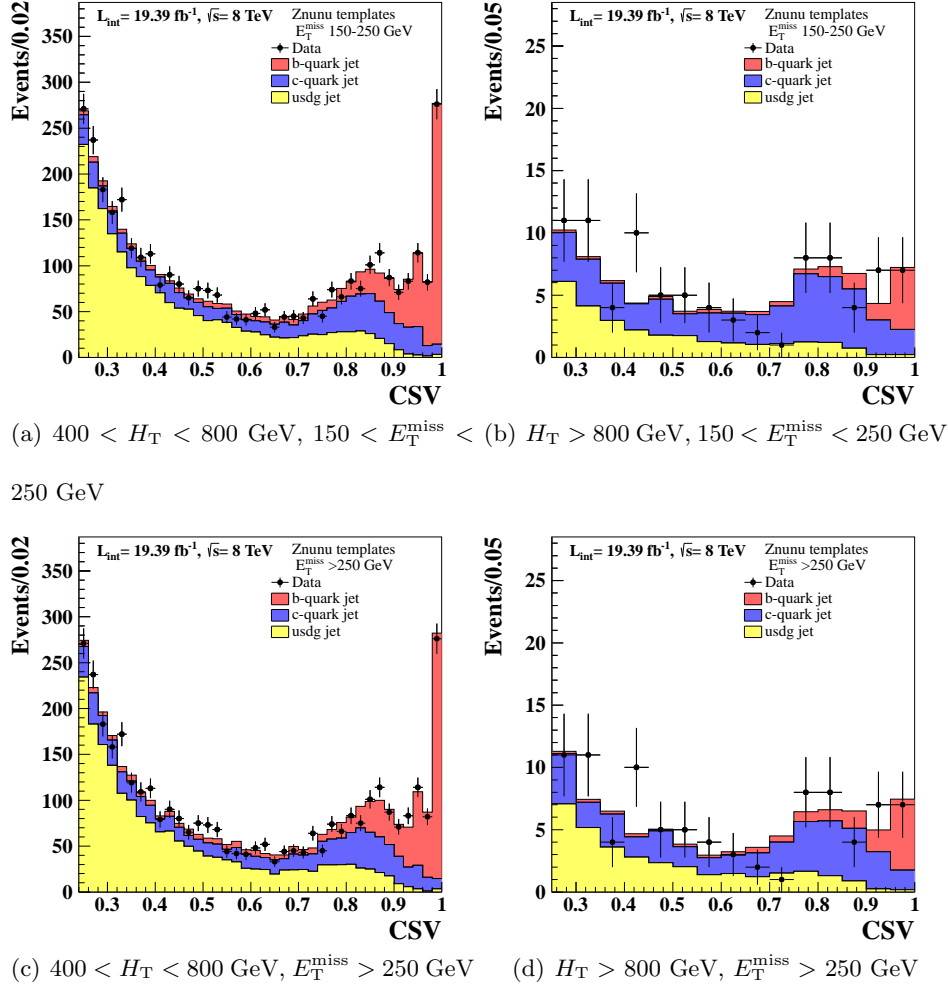 L_int= 19.39 fb⁻¹, √s= 8 TeV
Znunu templates
E_T^miss 150-250 GeV
Data
b-quark jet
c-quark jet
usdg jet
Events/0.02
350
300
250
200
150
100
50
0
0.3 0.4 0.5 0.6 0.7 0.8 0.9 1
CSV
L_int= 19.39 fb⁻¹, √s= 8 TeV
Znunu templates
E_T^miss 150-250 GeV
Data
b-quark jet
c-quark jet
usdg jet
Events/0.05
25
20
15
10
5
0
0.3 0.4 0.5 0.6 0.7 0.8 0.9 1
CSV
(a) 400 < H_T < 800 GeV, 150 < E_T^miss <
250 GeV
(b) H_T > 800 GeV, 150 < E_T^miss < 250 GeV
L_int= 19.39 fb⁻¹, √s= 8 TeV
Znunu templates
E_T^miss >250 GeV
Data
b-quark jet
c-quark jet
usdg jet
Events/0.02
350
300
250
200
150
100
50
0
0.3 0.4 0.5 0.6 0.7 0.8 0.9 1
CSV
L_int= 19.39 fb⁻¹, √s= 8 TeV
Znunu templates
E_T^miss >250 GeV
Data
b-quark jet
c-quark jet
usdg jet
Events/0.05
25
20
15
10
5
0
0.3 0.4 0.5 0.6 0.7 0.8 0.9 1
CSV
(c) 400 < H_T < 800 GeV, E_T^miss > 250 GeV
(d) H_T > 800 GeV, E_T^miss > 250 GeV